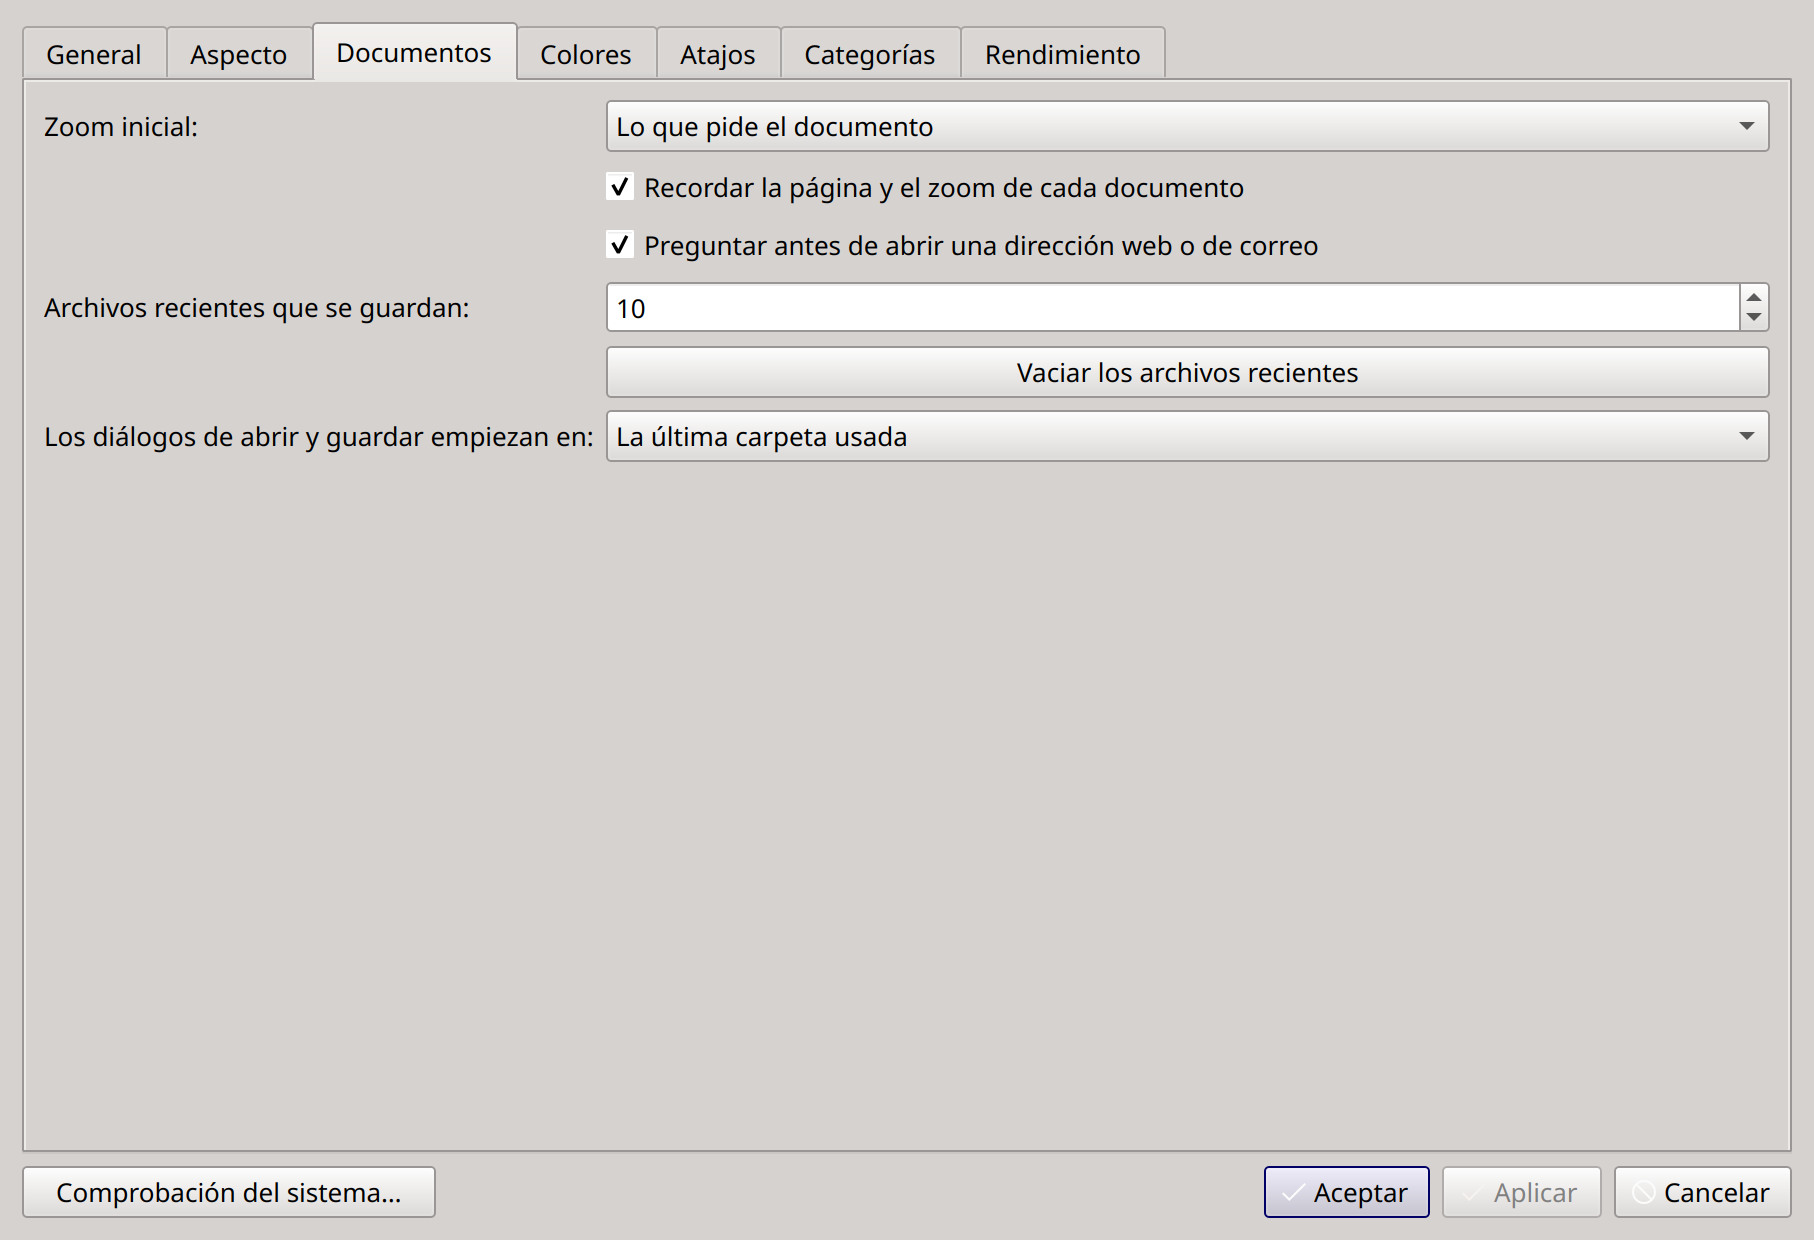 General Aspecto Documentos Colores Atajos Categorías Rendimiento
Zoom inicial: Lo que pide el documento
Recordar la página y el zoom de cada documento
Preguntar antes de abrir una dirección web o de correo
Archivos recientes que se guardan: 10
Vaciar los archivos recientes
Los diálogos de abrir y guardar empiezan en: La última carpeta usada
Comprobación del sistema... Aceptar Aplicar Cancelar